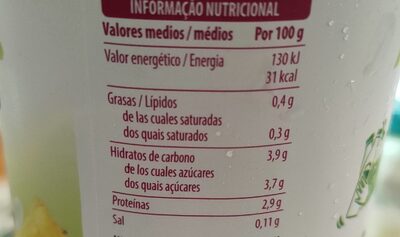 INFORMAÇÃO NUTRICIONAL
Valores medios / médios Por 100 g
Valor energético / Energia 130 kJ
31 kcal
Grasas / Lípidos 0,4 g
de las cuales saturadas
dos quais saturados 0,3 g
Hidratos de carbono 3,9 g
de los cuales azúcares
dos quais açúcares 3,7 g
Proteínas 2,9 g
Sal 0,11 g